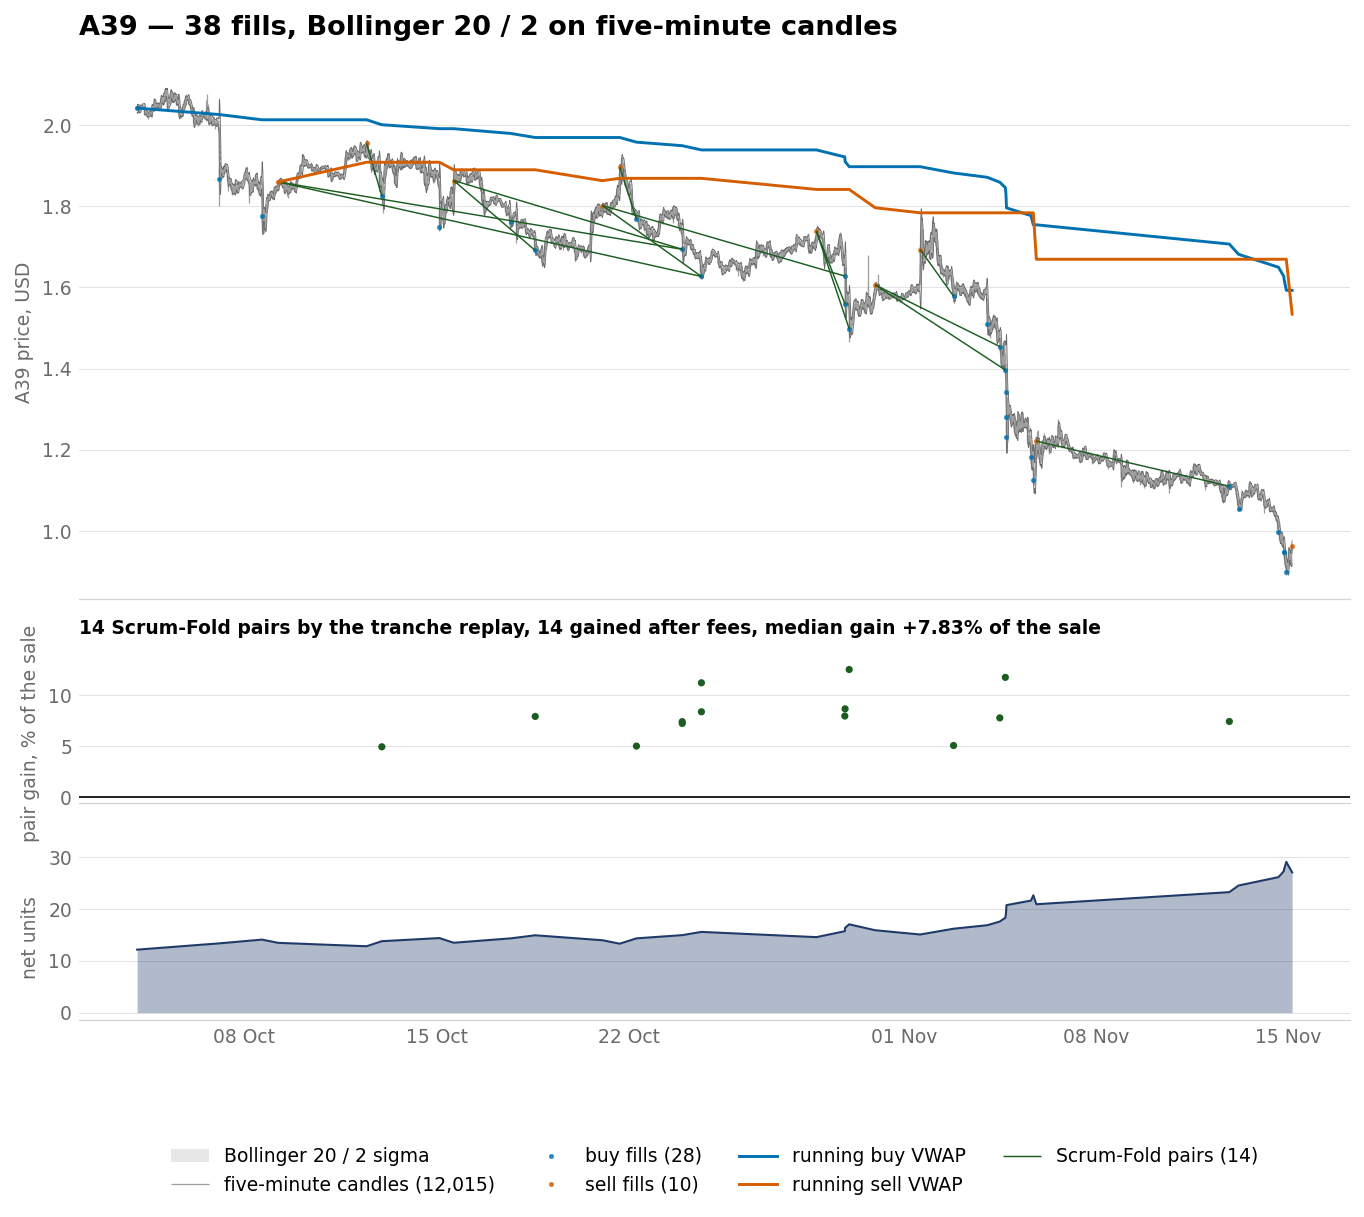 A39 — 38 fills, Bollinger 20 / 2 on five-minute candles
A39 price, USD
2.0
1.8
1.6
1.4
1.2
1.0
14 Scrum-Fold pairs by the tranche replay, 14 gained after fees, median gain +7.83% of the sale
pair gain, % of the sale
10
5
0
net units
30
20
10
0
08 Oct
15 Oct
22 Oct
01 Nov
08 Nov
15 Nov
Bollinger 20 / 2 sigma
five-minute candles (12,015)
buy fills (28)
sell fills (10)
running buy VWAP
running sell VWAP
Scrum-Fold pairs (14)